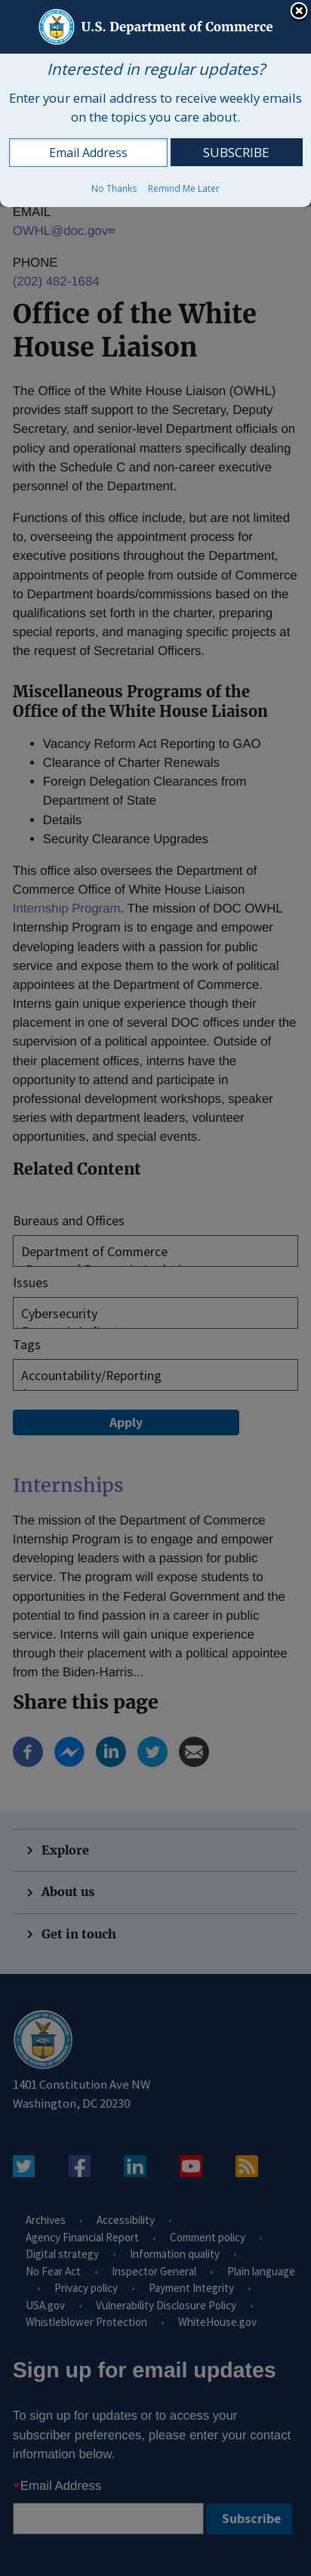 U.S. Department of Commerce
Interested in regular updates?
Enter your email address to receive weekly emails
on the topics you care about.
Email Address
SUBSCRIBE
No Thanks
Remind Me Later
EMAIL
OWHL@doc.gov
PHONE
(202) 482-1684
Office of the White
House Liaison
The Office of the White House Liaison (OWHL)
provides staff support to the Secretary, Deputy
Secretary, and senior-level Department officials on
policy and operational matters specifically dealing
with the Schedule C and non-career executive
personnel of the Department.
Functions of this office include, but are not limited
to, overseeing the appointment process for
executive positions throughout the Department,
appointments of people from outside of Commerce
to Department boards/commissions based on the
qualifications set forth in the charter, preparing
special reports, and managing specific projects at
the request of Secretarial Officers.
Miscellaneous Programs of the
Office of the White House Liaison
• Vacancy Reform Act Reporting to GAO
• Clearance of Charter Renewals
• Foreign Delegation Clearances from
Department of State
• Details
• Security Clearance Upgrades
This office also oversees the Department of
Commerce Office of White House Liaison
Internship Program. The mission of DOC OWHL
Internship Program is to engage and empower
developing leaders with a passion for public
service and expose them to the work of political
appointees at the Department of Commerce.
Interns gain unique experience though their
placement in one of several DOC offices under the
supervision of a political appointee. Outside of
their placement offices, interns have the
opportunity to attend and participate in
professional development workshops, speaker
series with department leaders, volunteer
opportunities, and special events.
Related Content
Bureaus and Offices
Department of Commerce
Issues
Cybersecurity
Tags
Accountability/Reporting
Apply
Internships
The mission of the Department of Commerce
Internship Program is to engage and empower
developing leaders with a passion for public
service. The program will expose students to
opportunities in the Federal Government and the
potential to find and passion in a career in public
service. Interns will gain unique experience
through their placement with a political appointee
from the Biden-Harris...
Share this page
Explore
About us
Get in touch
1401 Constitution Ave NW
Washington, DC 20230
Archives • Accessibility •
Agency Financial Report • Comment policy •
Digital strategy • Information quality •
No Fear Act • Inspector General • Plain language
• Privacy policy • Payment Integrity •
USA.gov • Vulnerability Disclosure Policy •
Whistleblower Protection • WhiteHouse.gov
Sign up for email updates
To sign up for updates or to access your
subscriber preferences, please enter your contact
information below.
*Email Address
Subscribe